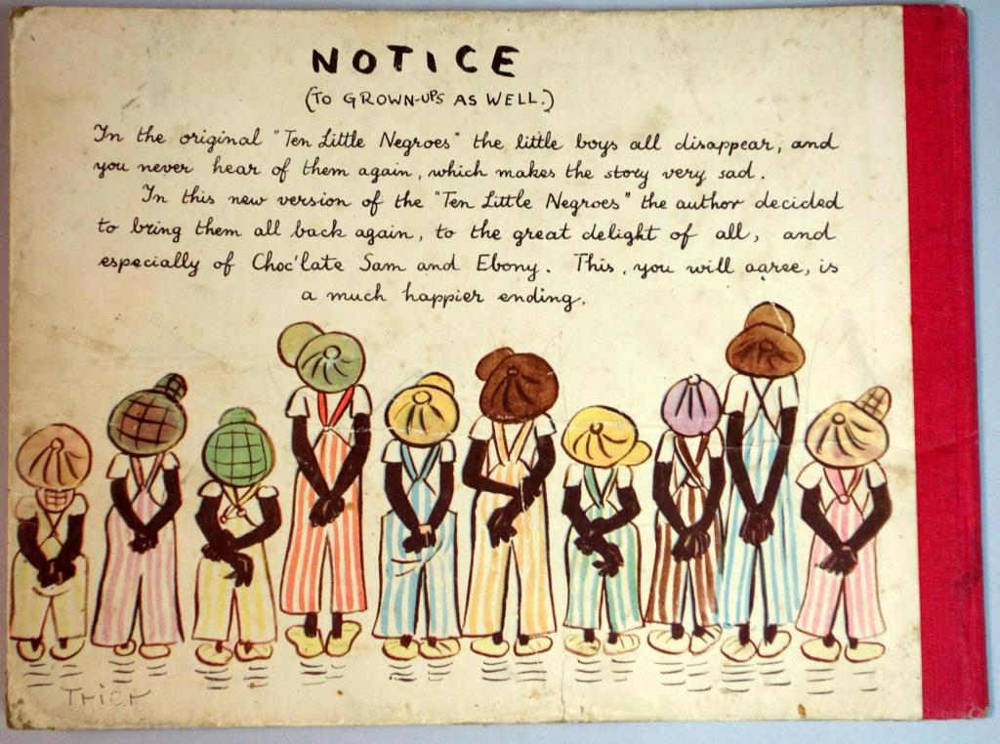 NOTICE
(TO GROWN-UPS AS WELL.)
In the original "Ten Little Negroes" the little boys all disappear, and
you never hear of them again, which makes the story very sad.
In this new version of the "Ten Little Negroes" the author decided
to bring them all back again, to the great delight of all, and
especially of Choc'late Sam and Ebony. This, you will agree, is
a much happier ending.